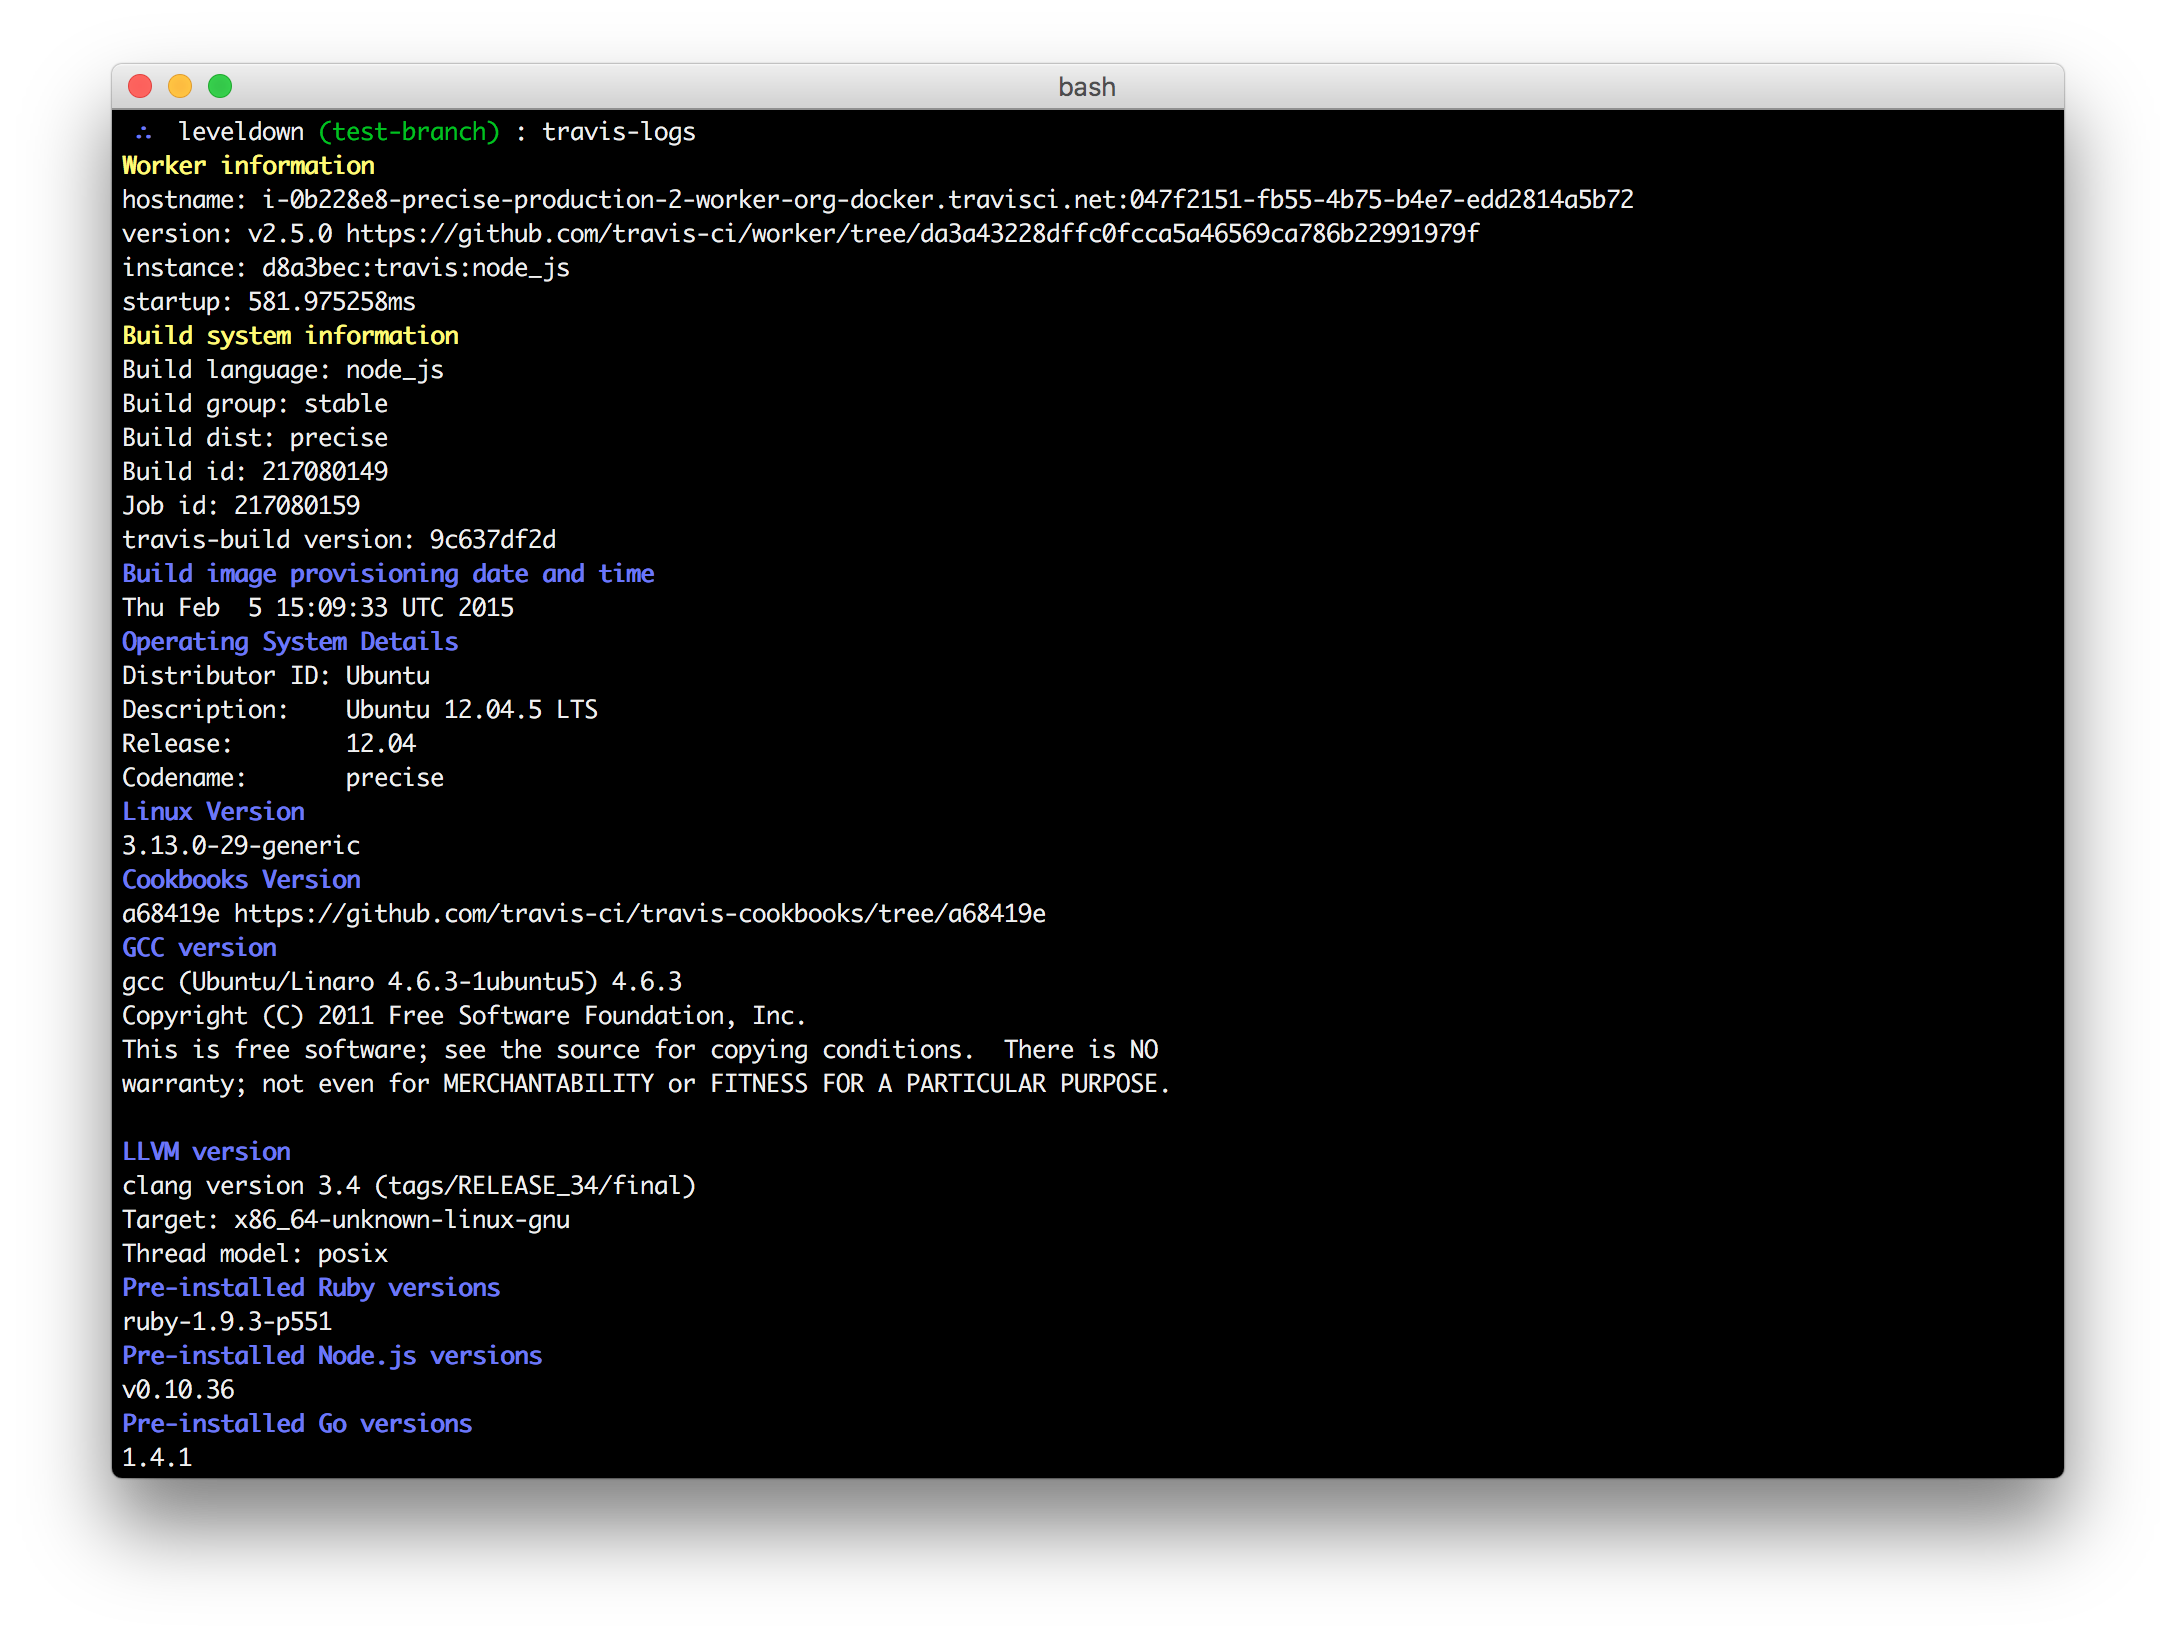 bash
∴  leveldown (test-branch) : travis-logs
Worker information
hostname: i-0b228e8-precise-production-2-worker-org-docker.travisci.net:047f2151-fb55-4b75-b4e7-edd2814a5b72
version: v2.5.0 https://github.com/travis-ci/worker/tree/da3a43228dffc0fcca5a46569ca786b22991979f
instance: d8a3bec:travis:node_js
startup: 581.975258ms
Build system information
Build language: node_js
Build group: stable
Build dist: precise
Build id: 217080149
Job id: 217080159
travis-build version: 9c637df2d
Build image provisioning date and time
Thu Feb  5 15:09:33 UTC 2015
Operating System Details
Distributor ID: Ubuntu
Description:    Ubuntu 12.04.5 LTS
Release:        12.04
Codename:       precise
Linux Version
3.13.0-29-generic
Cookbooks Version
a68419e https://github.com/travis-ci/travis-cookbooks/tree/a68419e
GCC version
gcc (Ubuntu/Linaro 4.6.3-1ubuntu5) 4.6.3
Copyright (C) 2011 Free Software Foundation, Inc.
This is free software; see the source for copying conditions.  There is NO
warranty; not even for MERCHANTABILITY or FITNESS FOR A PARTICULAR PURPOSE.
LLVM version
clang version 3.4 (tags/RELEASE_34/final)
Target: x86_64-unknown-linux-gnu
Thread model: posix
Pre-installed Ruby versions
ruby-1.9.3-p551
Pre-installed Node.js versions
v0.10.36
Pre-installed Go versions
1.4.1